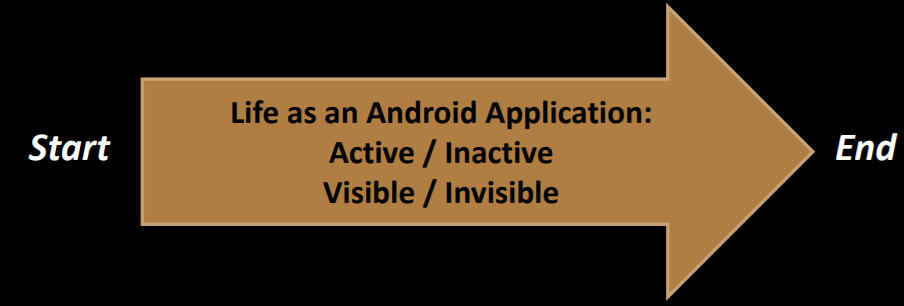 Start
Life as an Android Application:
Active / Inactive
Visible / Invisible
End